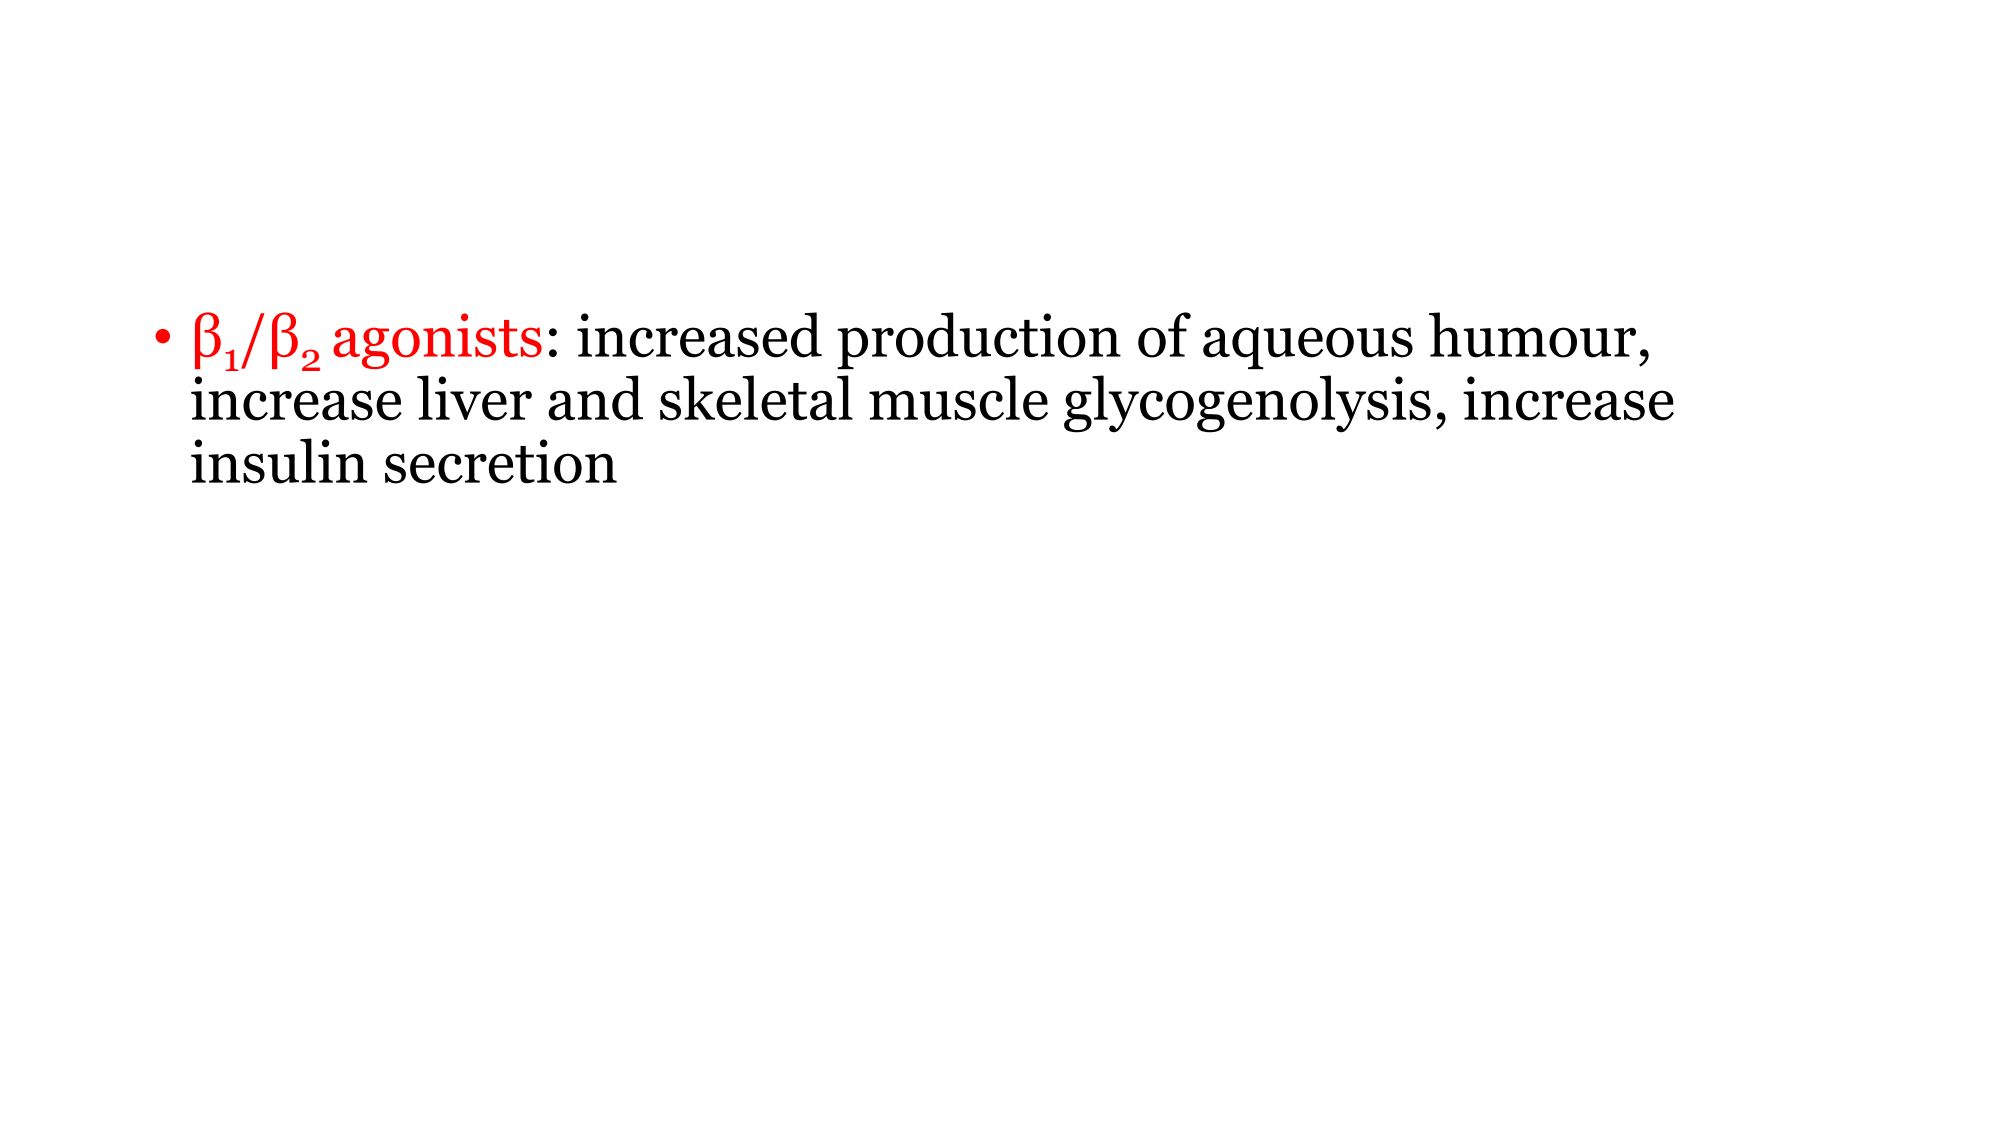 • β₁/β₂ agonists: increased production of aqueous humour,
increase liver and skeletal muscle glycogenolysis, increase
insulin secretion